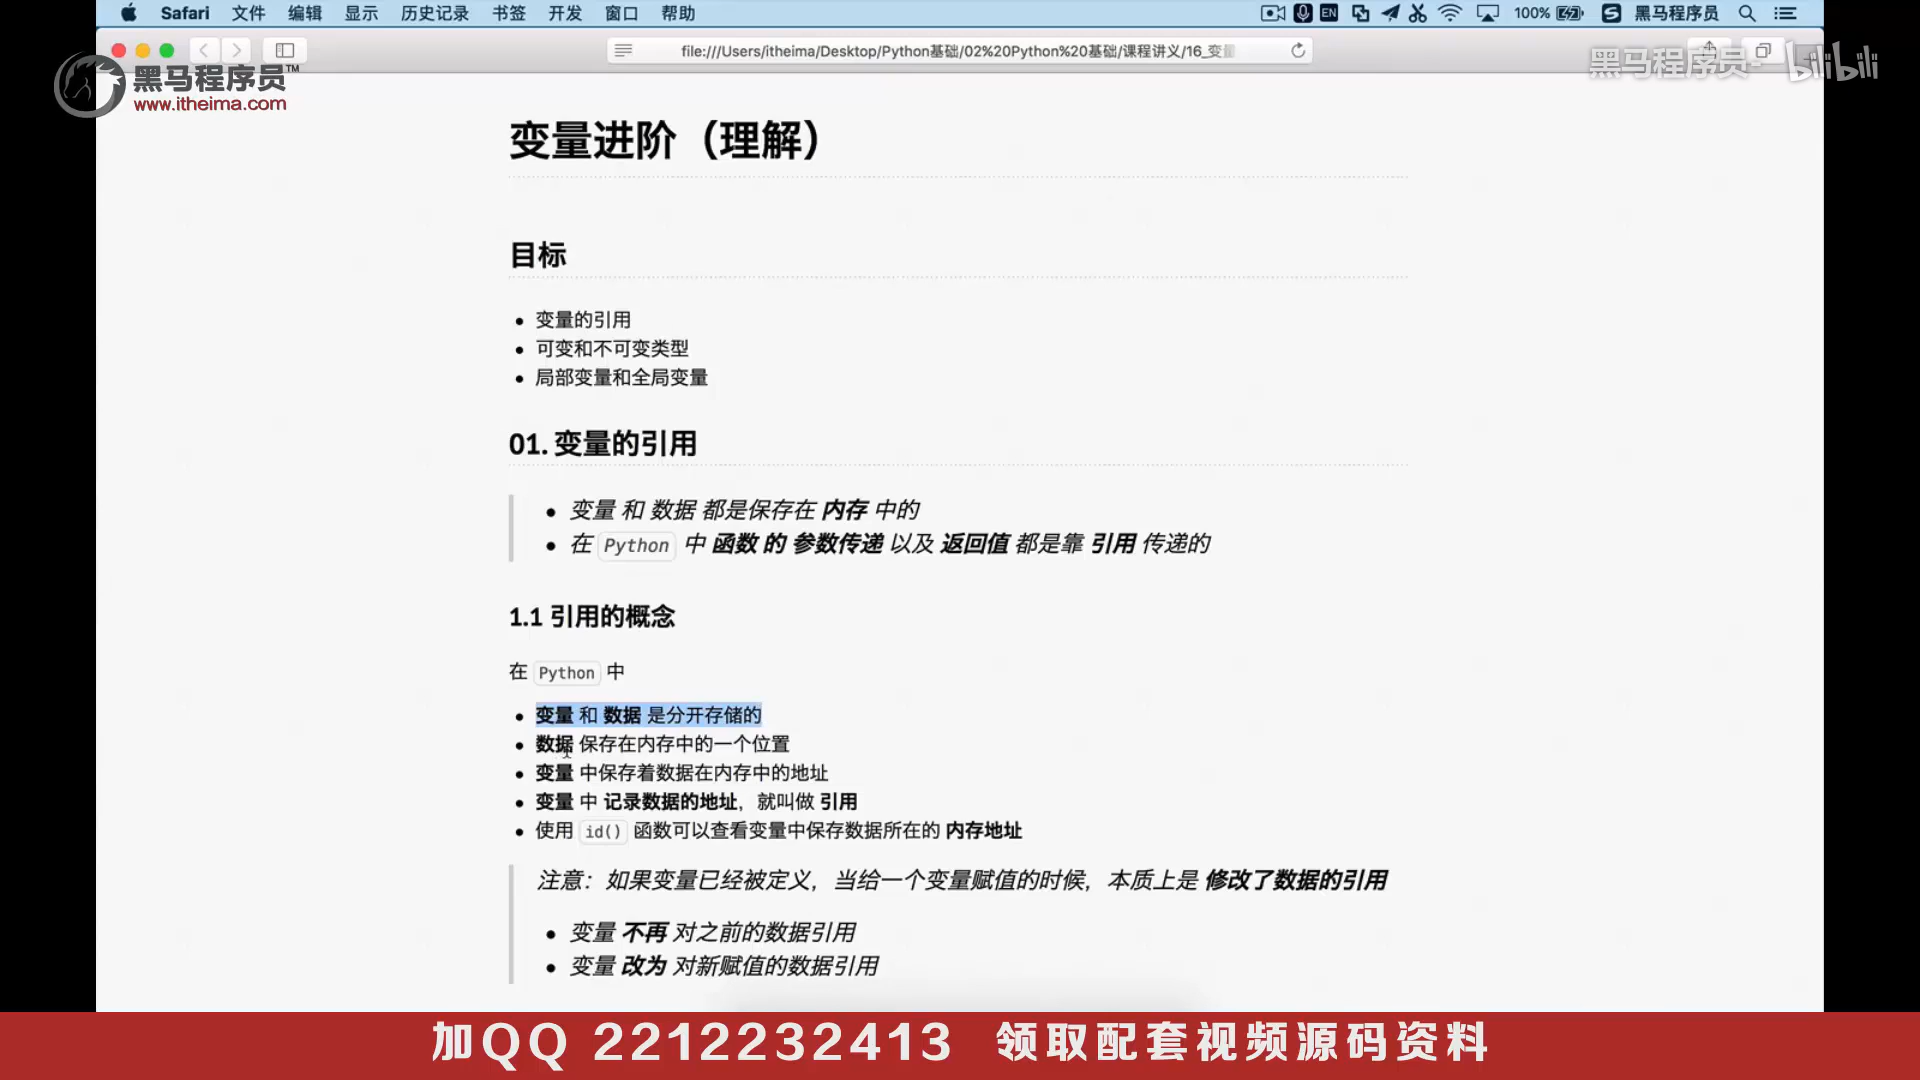 Safari 文件 编辑 显示 历史记录 书签 开发 窗口 帮助 EN 100% 黑马程序员
file:///Users/itheima/Desktop/Python基础/02%20Python%20基础/课程讲义/16_变量
黑马程序员™
www.itheima.com
黑马程序员- bilibili
变量进阶（理解）
目标
• 变量的引用
• 可变和不可变类型
• 局部变量和全局变量
01. 变量的引用
• 变量 和 数据 都是保存在 内存 中的
• 在 Python 中 函数 的 参数传递 以及 返回值 都是靠 引用 传递的
1.1 引用的概念
在 Python 中
• 变量 和 数据 是分开存储的
• 数据 保存在内存中的一个位置
• 变量 中保存着数据在内存中的地址
• 变量 中 记录数据的地址，就叫做 引用
• 使用 id() 函数可以查看变量中保存数据所在的 内存地址
注意：如果变量已经被定义，当给一个变量赋值的时候，本质上是 修改了数据的引用
• 变量 不再 对之前的数据引用
• 变量 改为 对新赋值的数据引用
加QQ 2212232413 领取配套视频源码资料